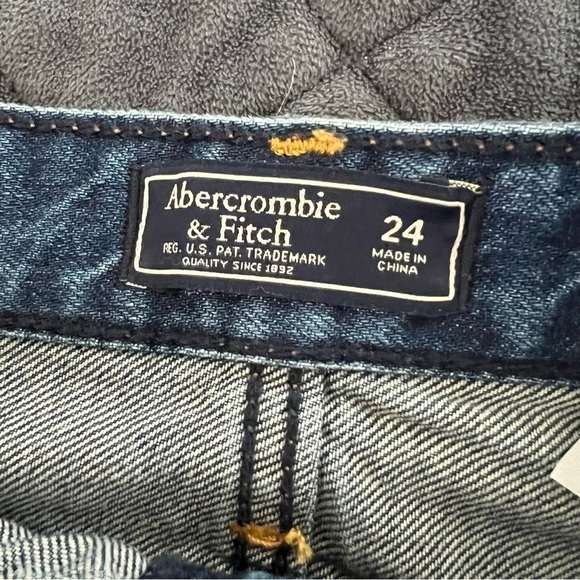 Abercrombie
& Fitch
REG. U.S. PAT. TRADEMARK
QUALITY SINCE 1892
24
MADE IN
CHINA